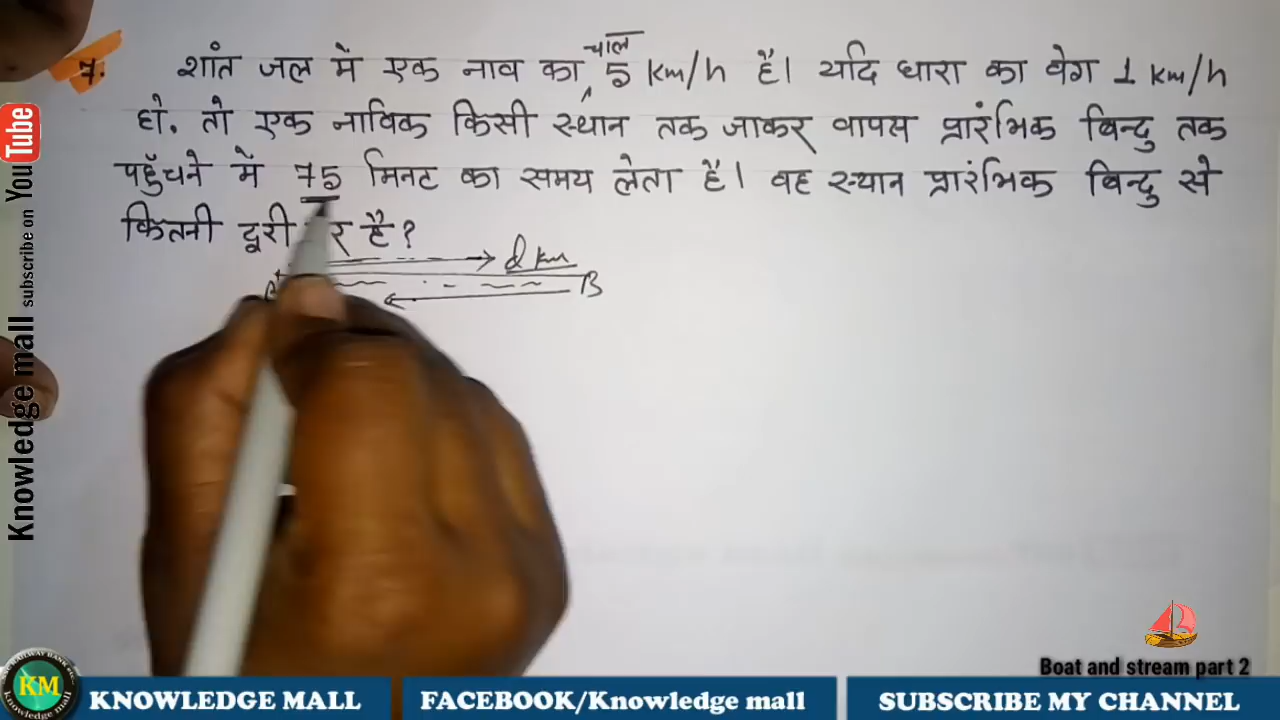 7. शांत जल में एक नाव का चाल 5 km/h है। यदि धारा का वेग 1 km/h
हो. तो एक नाविक किसी स्थान तक जाकर वापस प्रारंभिक बिन्दु तक
पहुँचने में 75 मिनट का समय लेता है। वह स्थान प्रारंभिक बिन्दु से
कितनी दूरी पर है?
d km
B
Knowledge mall subscribe on YouTube
Boat and stream part 2
KM
Knowledge mall
KNOWLEDGE MALL
FACEBOOK/Knowledge mall
SUBSCRIBE MY CHANNEL